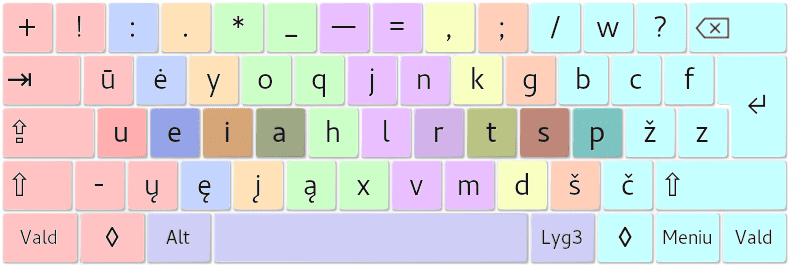 + ! : . * _ — = , ; / w ? ⌫
⇥ ū ė y o q j n k g b c f ↵
⇪ u e i a h l r t s p ž z
⇧ - ų ę į ą x v m d š č ⇧
Vald ◊ Alt Lyg3 ◊ Meniu Vald